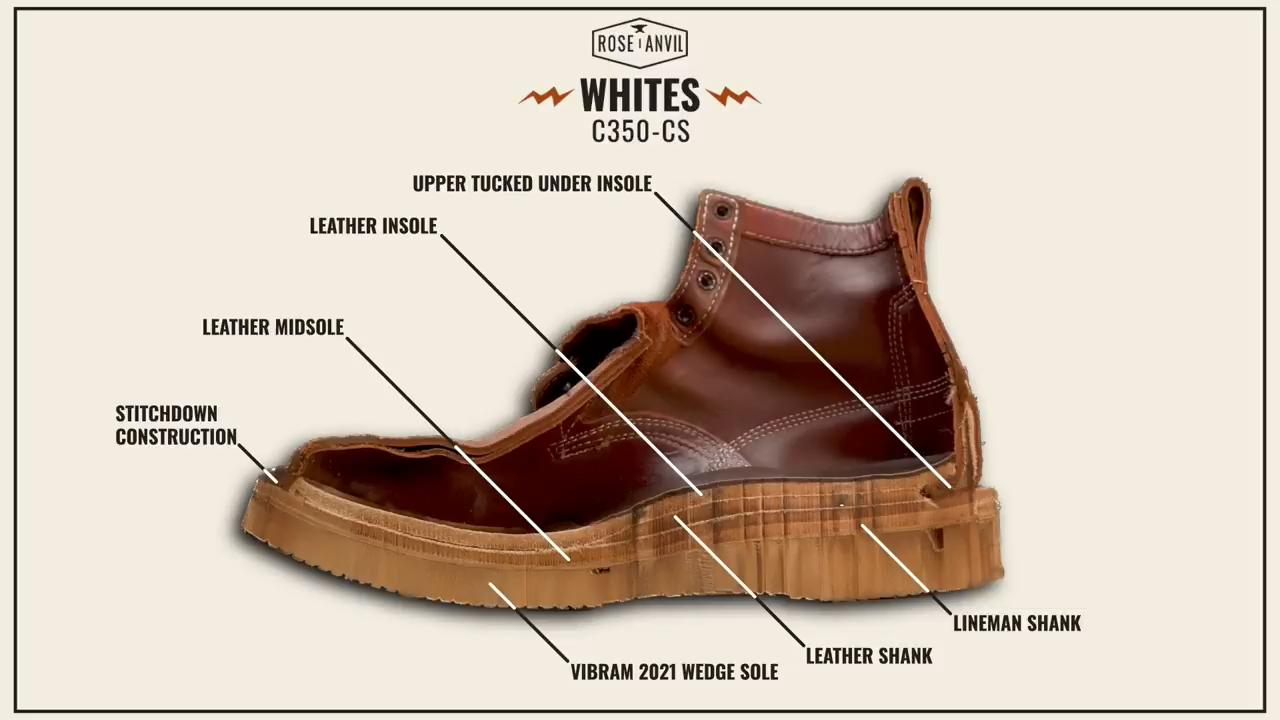 ROSE ANVIL
WHITES
C350-CS
UPPER TUCKED UNDER INSOLE
LEATHER INSOLE
LEATHER MIDSOLE
STITCHDOWN
CONSTRUCTION
LINEMAN SHANK
LEATHER SHANK
VIBRAM 2021 WEDGE SOLE